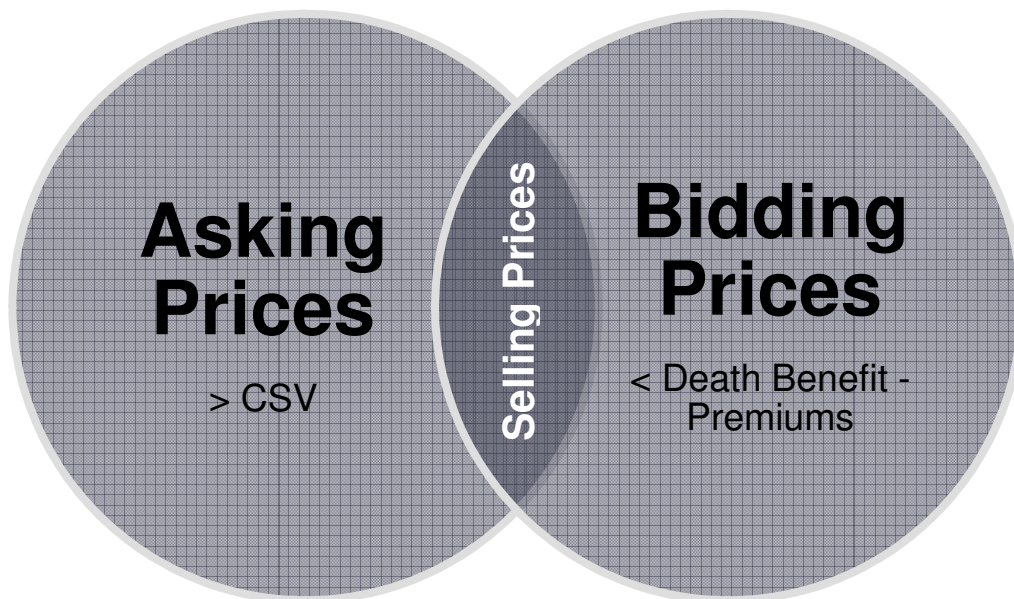 Asking
Prices
> CSV
Selling Prices
Bidding
Prices
< Death Benefit -
Premiums